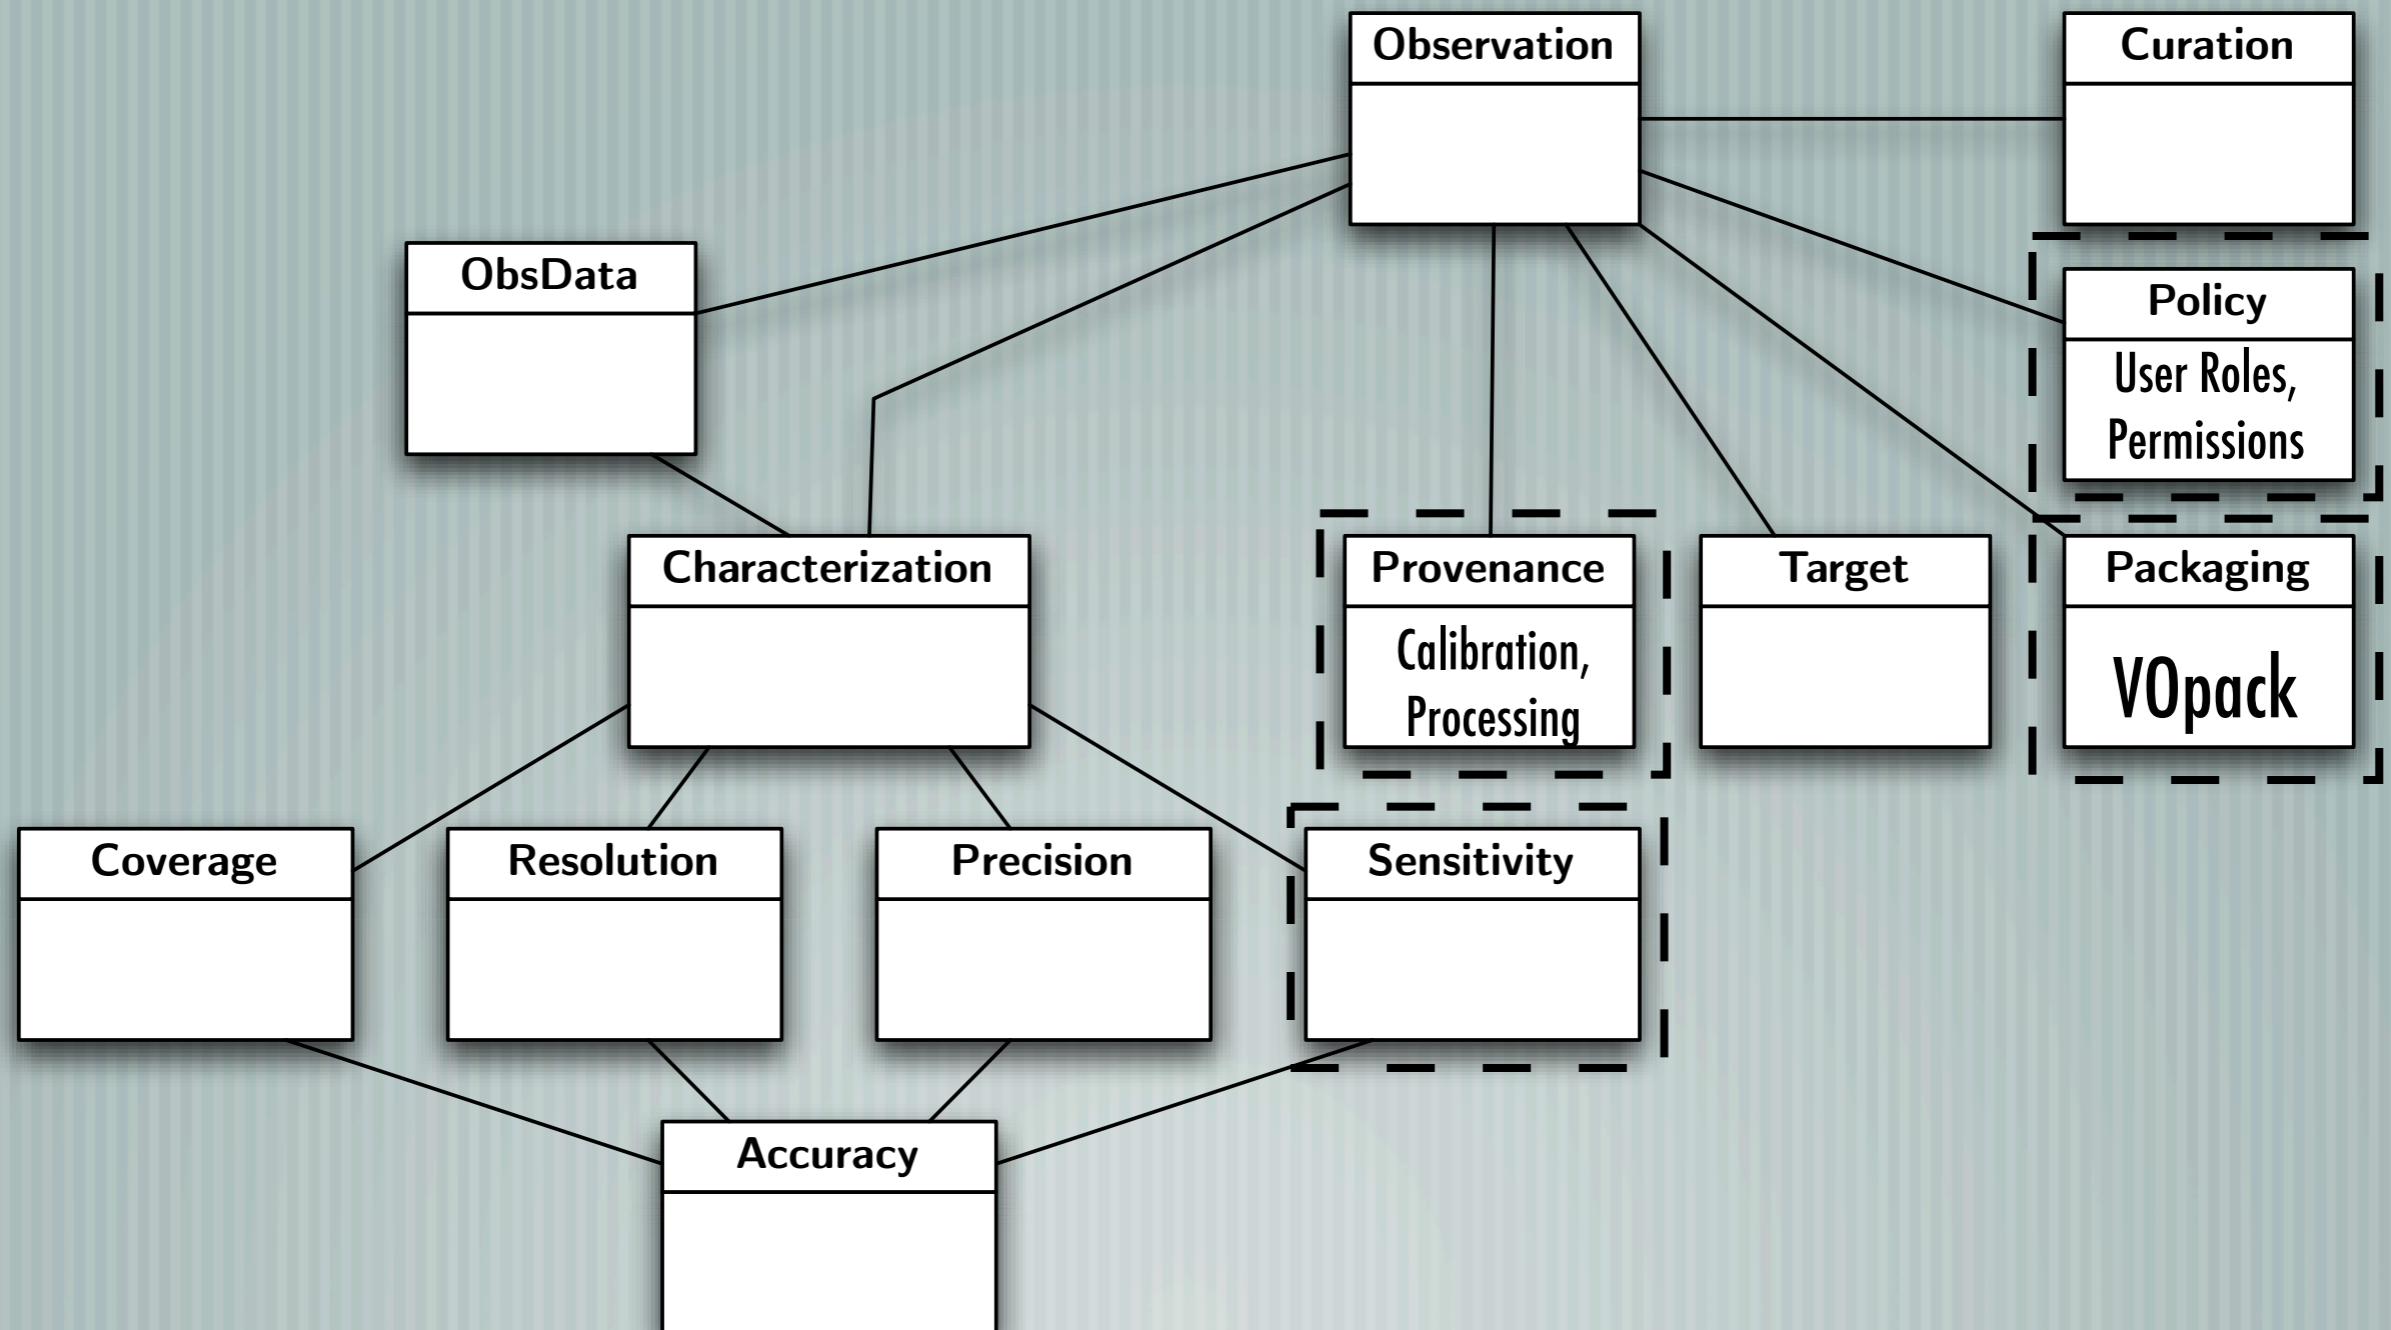 Observation
Curation
ObsData
Policy
User Roles,
Permissions
Characterization
Provenance
Calibration,
Processing
Target
Packaging
VOpack
Coverage
Resolution
Precision
Sensitivity
Accuracy